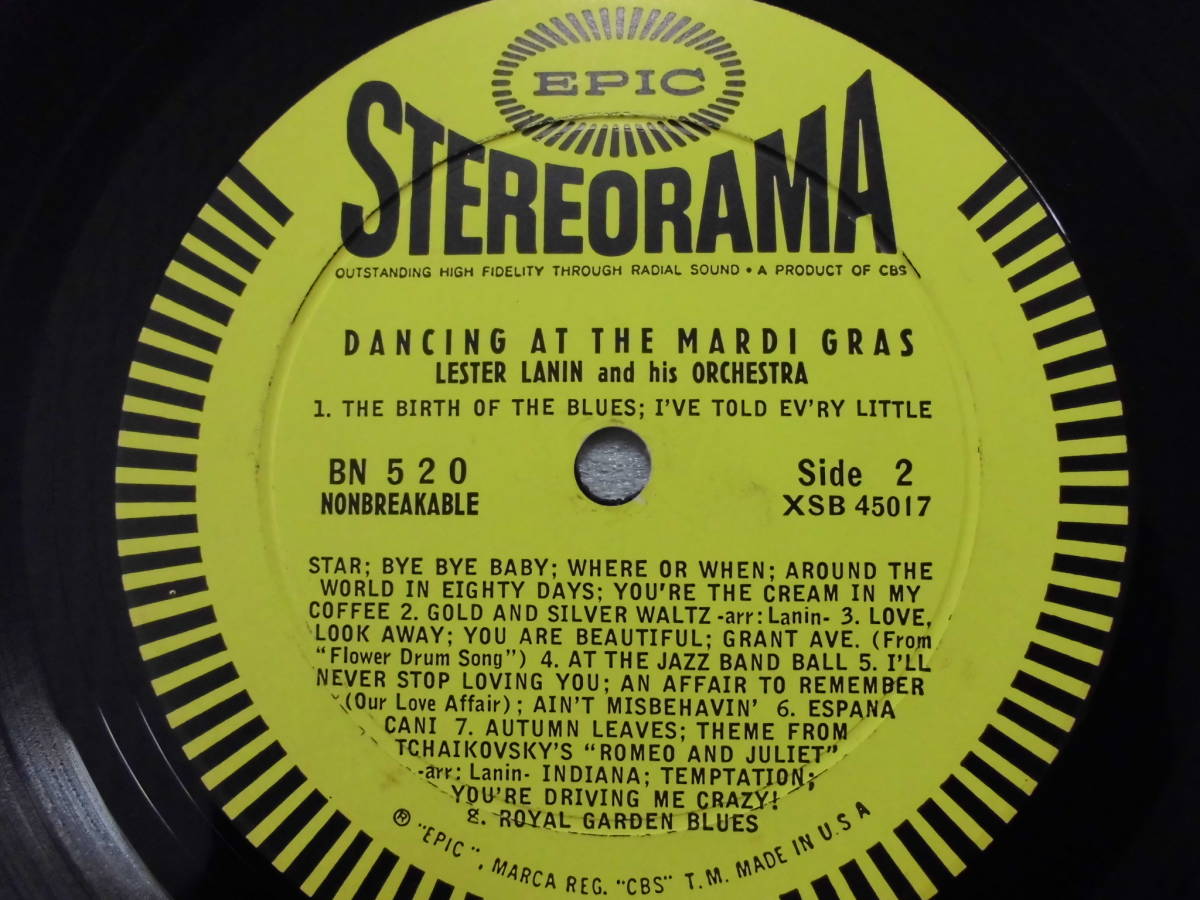 EPIC
STEREORAMA
OUTSTANDING HIGH FIDELITY THROUGH RADIAL SOUND • A PRODUCT OF CBS
DANCING AT THE MARDI GRAS
LESTER LANIN and his ORCHESTRA
1. THE BIRTH OF THE BLUES; I'VE TOLD EV'RY LITTLE
BN 520
NONBREAKABLE
Side 2
XSB 45017
STAR; BYE BYE BABY; WHERE OR WHEN; AROUND THE
WORLD IN EIGHTY DAYS; YOU'RE THE CREAM IN MY
COFFEE 2. GOLD AND SILVER WALTZ -arr: Lanin- 3. LOVE,
LOOK AWAY; YOU ARE BEAUTIFUL; GRANT AVE. (From
"Flower Drum Song") 4. AT THE JAZZ BAND BALL 5. I'LL
NEVER STOP LOVING YOU; AN AFFAIR TO REMEMBER
(Our Love Affair); AIN'T MISBEHAVIN' 6. ESPANA
CANI 7. AUTUMN LEAVES; THEME FROM
TCHAIKOVSKY'S "ROMEO AND JULIET"
-arr: Lanin- INDIANA; TEMPTATION;
YOU'RE DRIVING ME CRAZY!
8. ROYAL GARDEN BLUES
® "EPIC", MARCA REG. "CBS" T.M. MADE IN U.S A